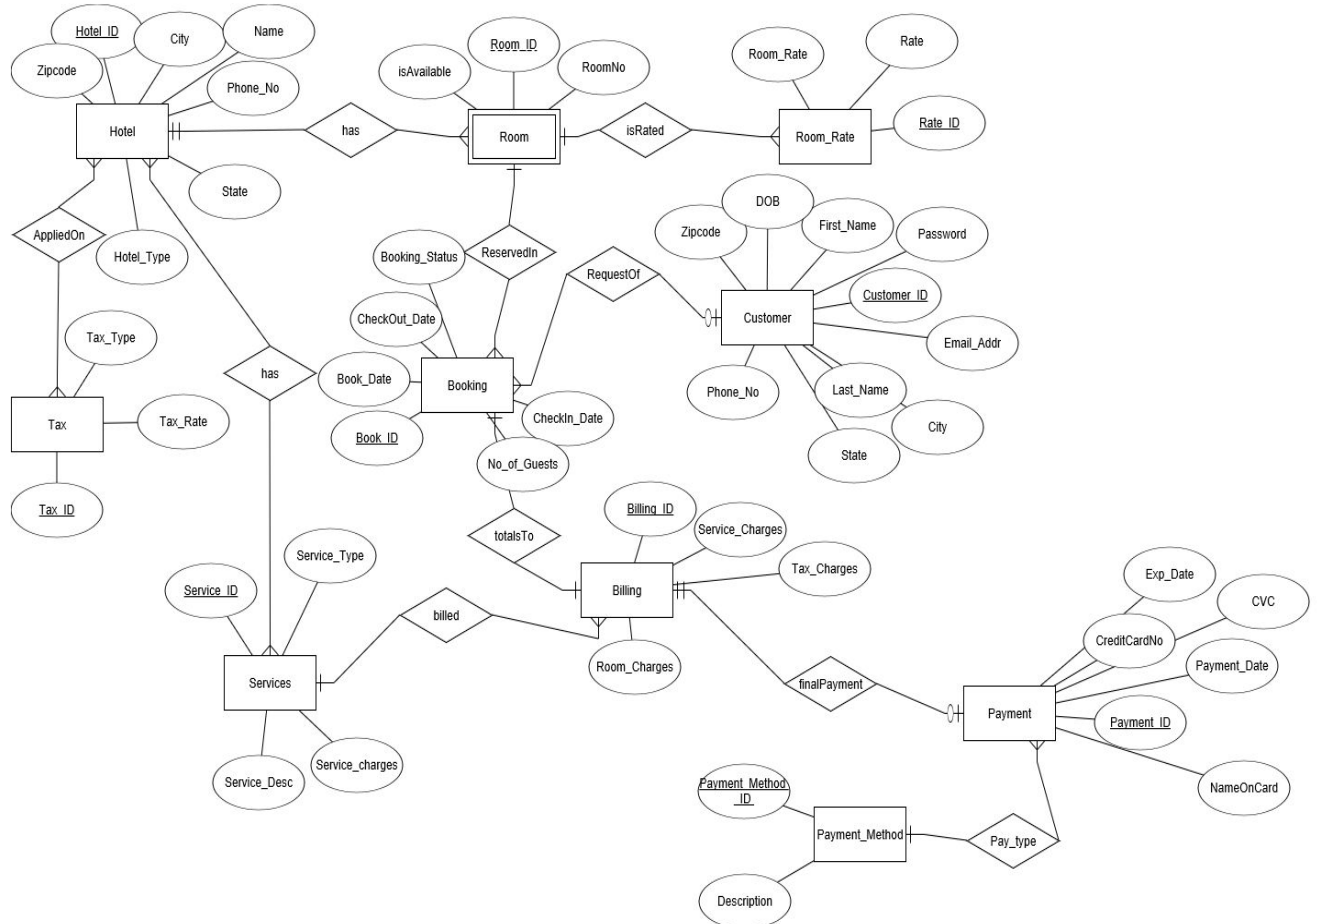 Hotel_ID
City
Name
Zipcode
Phone_No
Hotel
State
Hotel_Type
has
isAvailable
Room_ID
RoomNo
Room
isRated
Room_Rate
Rate
Rate_ID
Room_Rate
AppliedOn
Tax_Type
Tax_Rate
Tax
Tax_ID
has
ReservedIn
Booking_Status
CheckOut_Date
Book_Date
Book_ID
Booking
CheckIn_Date
No_of_Guests
RequestOf
Zipcode
DOB
First_Name
Password
Customer_ID
Customer
Email_Addr
Phone_No
Last_Name
City
State
totalsTo
Billing_ID
Service_Charges
Tax_Charges
Billing
Room_Charges
billed
Service_ID
Service_Type
Services
Service_Desc
Service_charges
finalPayment
Exp_Date
CVC
CreditCardNo
Payment_Date
Payment
Payment_ID
NameOnCard
Payment_Method
_ID
Payment_Method
Pay_type
Description